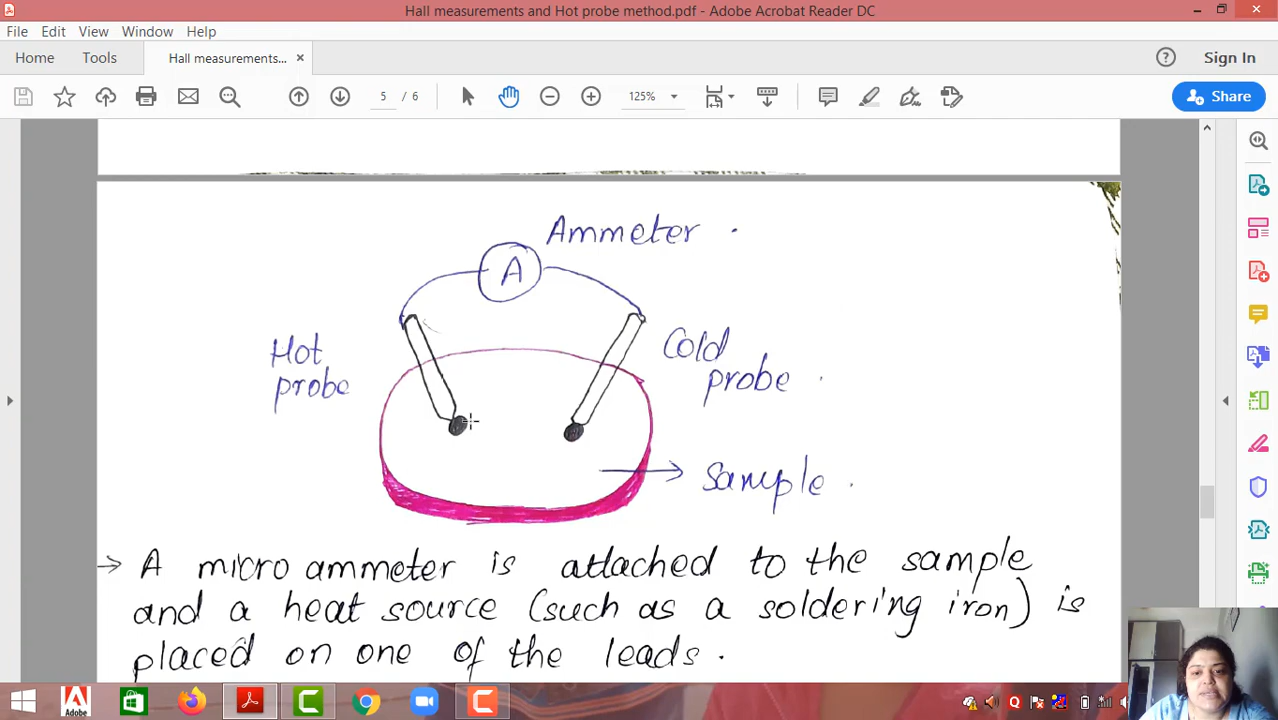 Hall measurements and Hot probe method.pdf - Adobe Acrobat Reader DC
File Edit View Window Help
Home Tools Hall measurements... × Sign In
5 / 6 125% Share
Ammeter .
A
Hot
probe
Cold
probe .
Sample .
→ A micro ammeter is attached to the sample
and a heat source (such as a soldering iron) is
placed on one of the leads .
Adobe